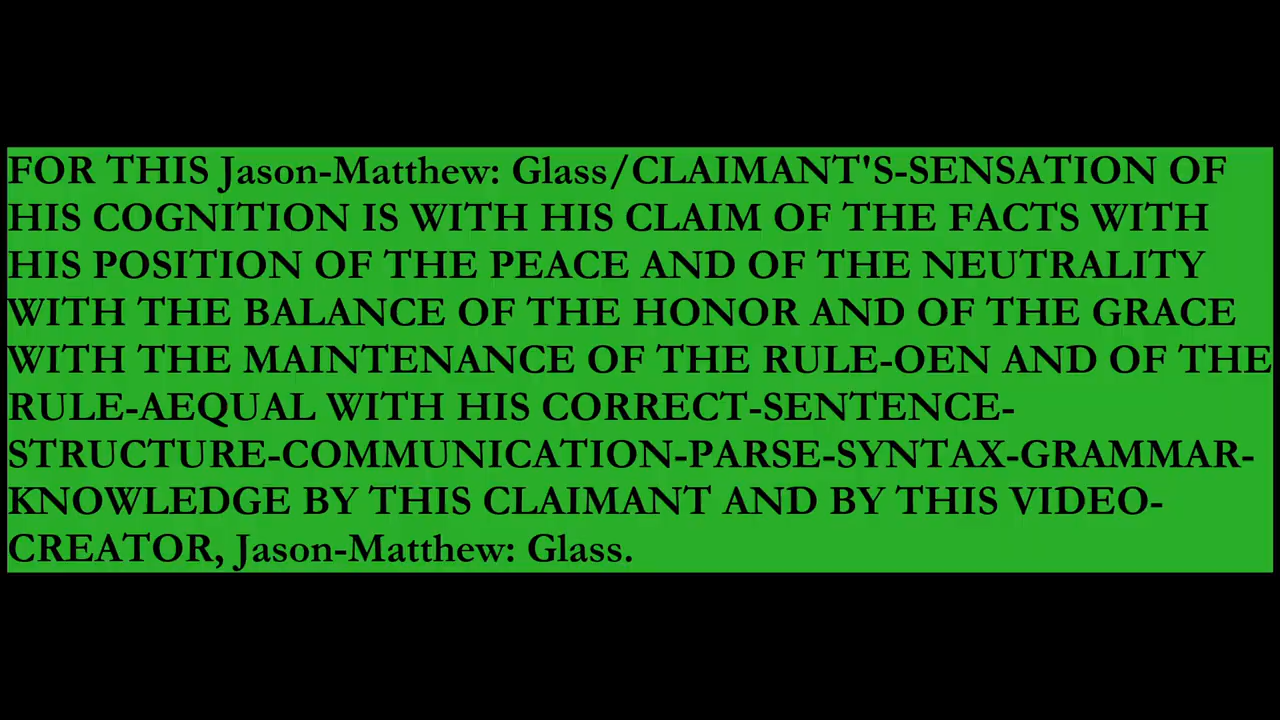 FOR THIS Jason-Matthew: Glass/CLAIMANT'S-SENSATION OF
HIS COGNITION IS WITH HIS CLAIM OF THE FACTS WITH
HIS POSITION OF THE PEACE AND OF THE NEUTRALITY
WITH THE BALANCE OF THE HONOR AND OF THE GRACE
WITH THE MAINTENANCE OF THE RULE-OEN AND OF THE
RULE-AEQUAL WITH HIS CORRECT-SENTENCE-
STRUCTURE-COMMUNICATION-PARSE-SYNTAX-GRAMMAR-
KNOWLEDGE BY THIS CLAIMANT AND BY THIS VIDEO-
CREATOR, Jason-Matthew: Glass.